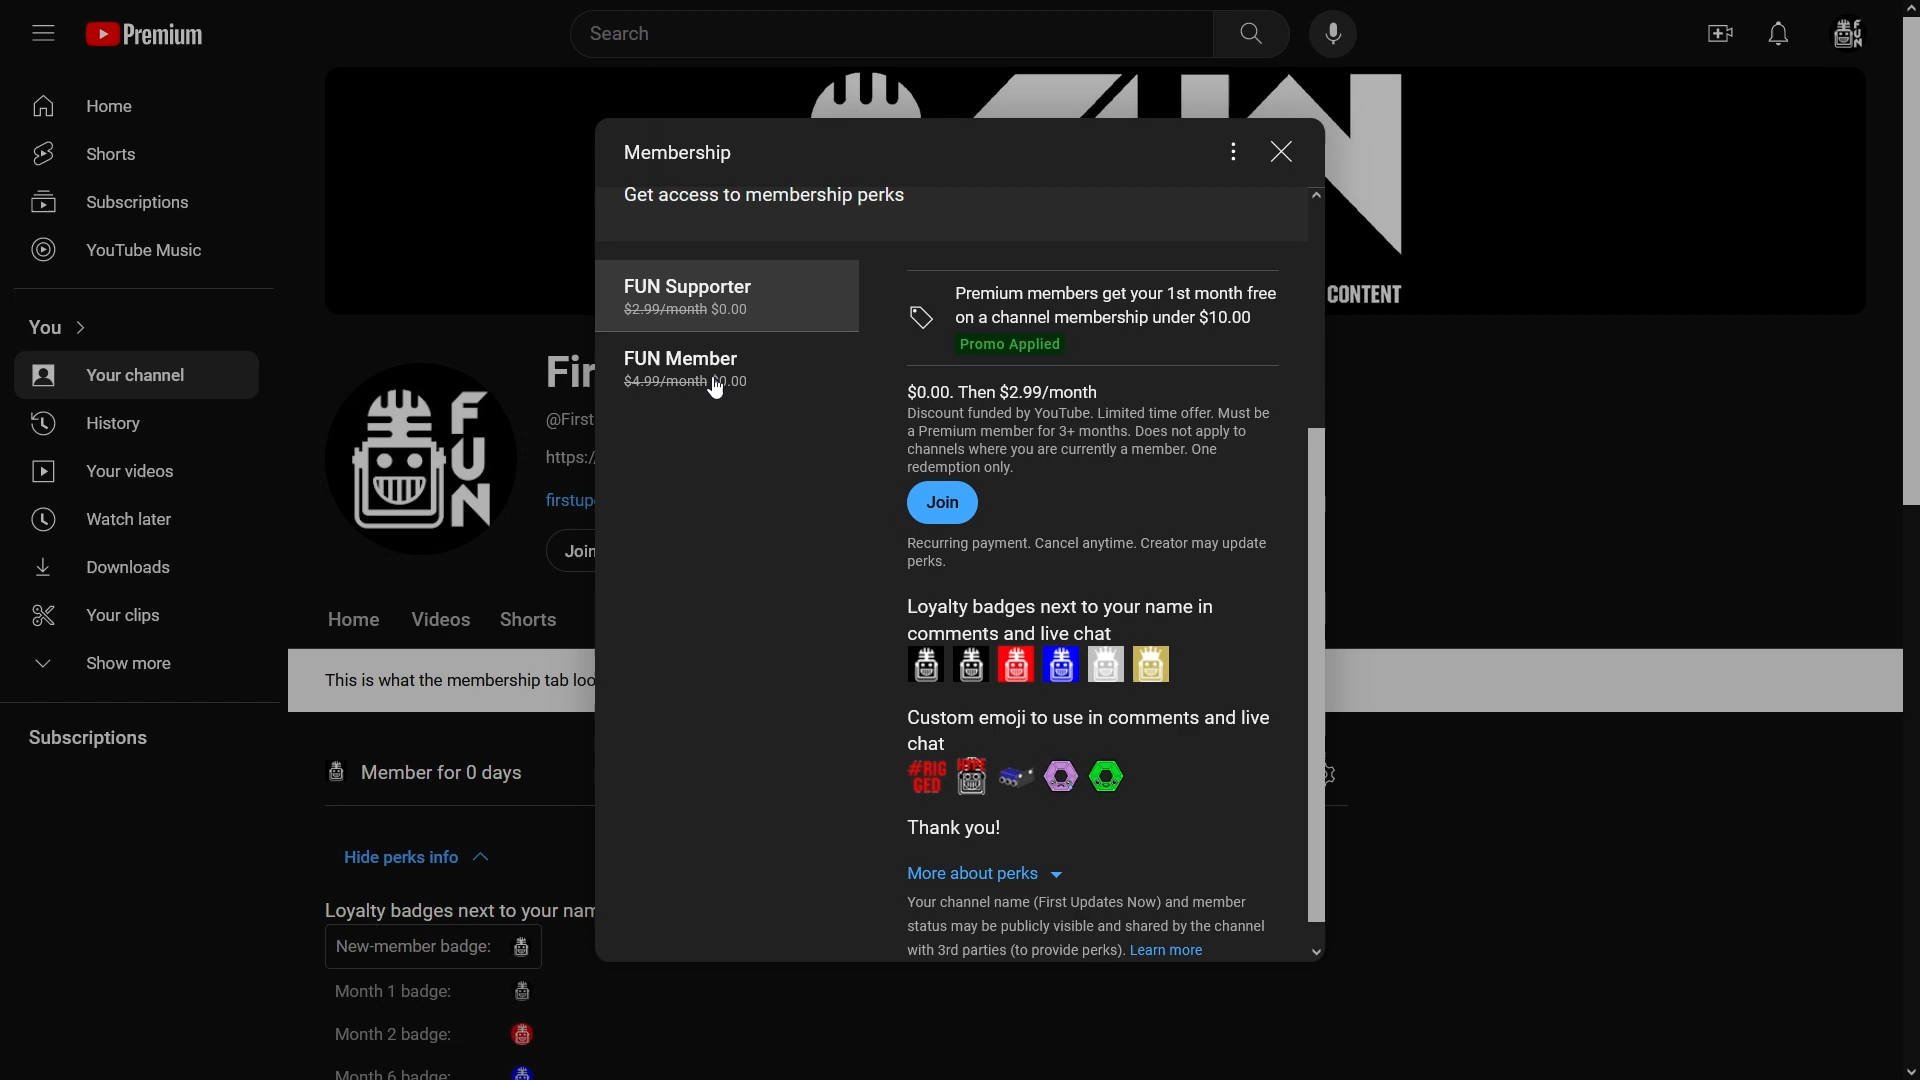 Premium
Search
FUN
Home
Shorts
Subscriptions
YouTube Music
You
Your channel
History
Your videos
Watch later
Downloads
Your clips
Show more
Subscriptions
CONTENT
FUN
Fir
@First
https:/
firstup
Join
Home Videos Shorts
This is what the membership tab loo
Member for 0 days
Hide perks info
Loyalty badges next to your nam
New-member badge:
Month 1 badge:
Month 2 badge:
Month 6 badge:
Membership
Get access to membership perks
FUN Supporter
$2.99/month $0.00
FUN Member
$4.99/month $0.00
Premium members get your 1st month free
on a channel membership under $10.00
Promo Applied
$0.00. Then $2.99/month
Discount funded by YouTube. Limited time offer. Must be
a Premium member for 3+ months. Does not apply to
channels where you are currently a member. One
redemption only.
Join
Recurring payment. Cancel anytime. Creator may update
perks.
Loyalty badges next to your name in
comments and live chat
Custom emoji to use in comments and live
chat
#RIG
GED
HYPE
Thank you!
More about perks
Your channel name (First Updates Now) and member
status may be publicly visible and shared by the channel
with 3rd parties (to provide perks). Learn more